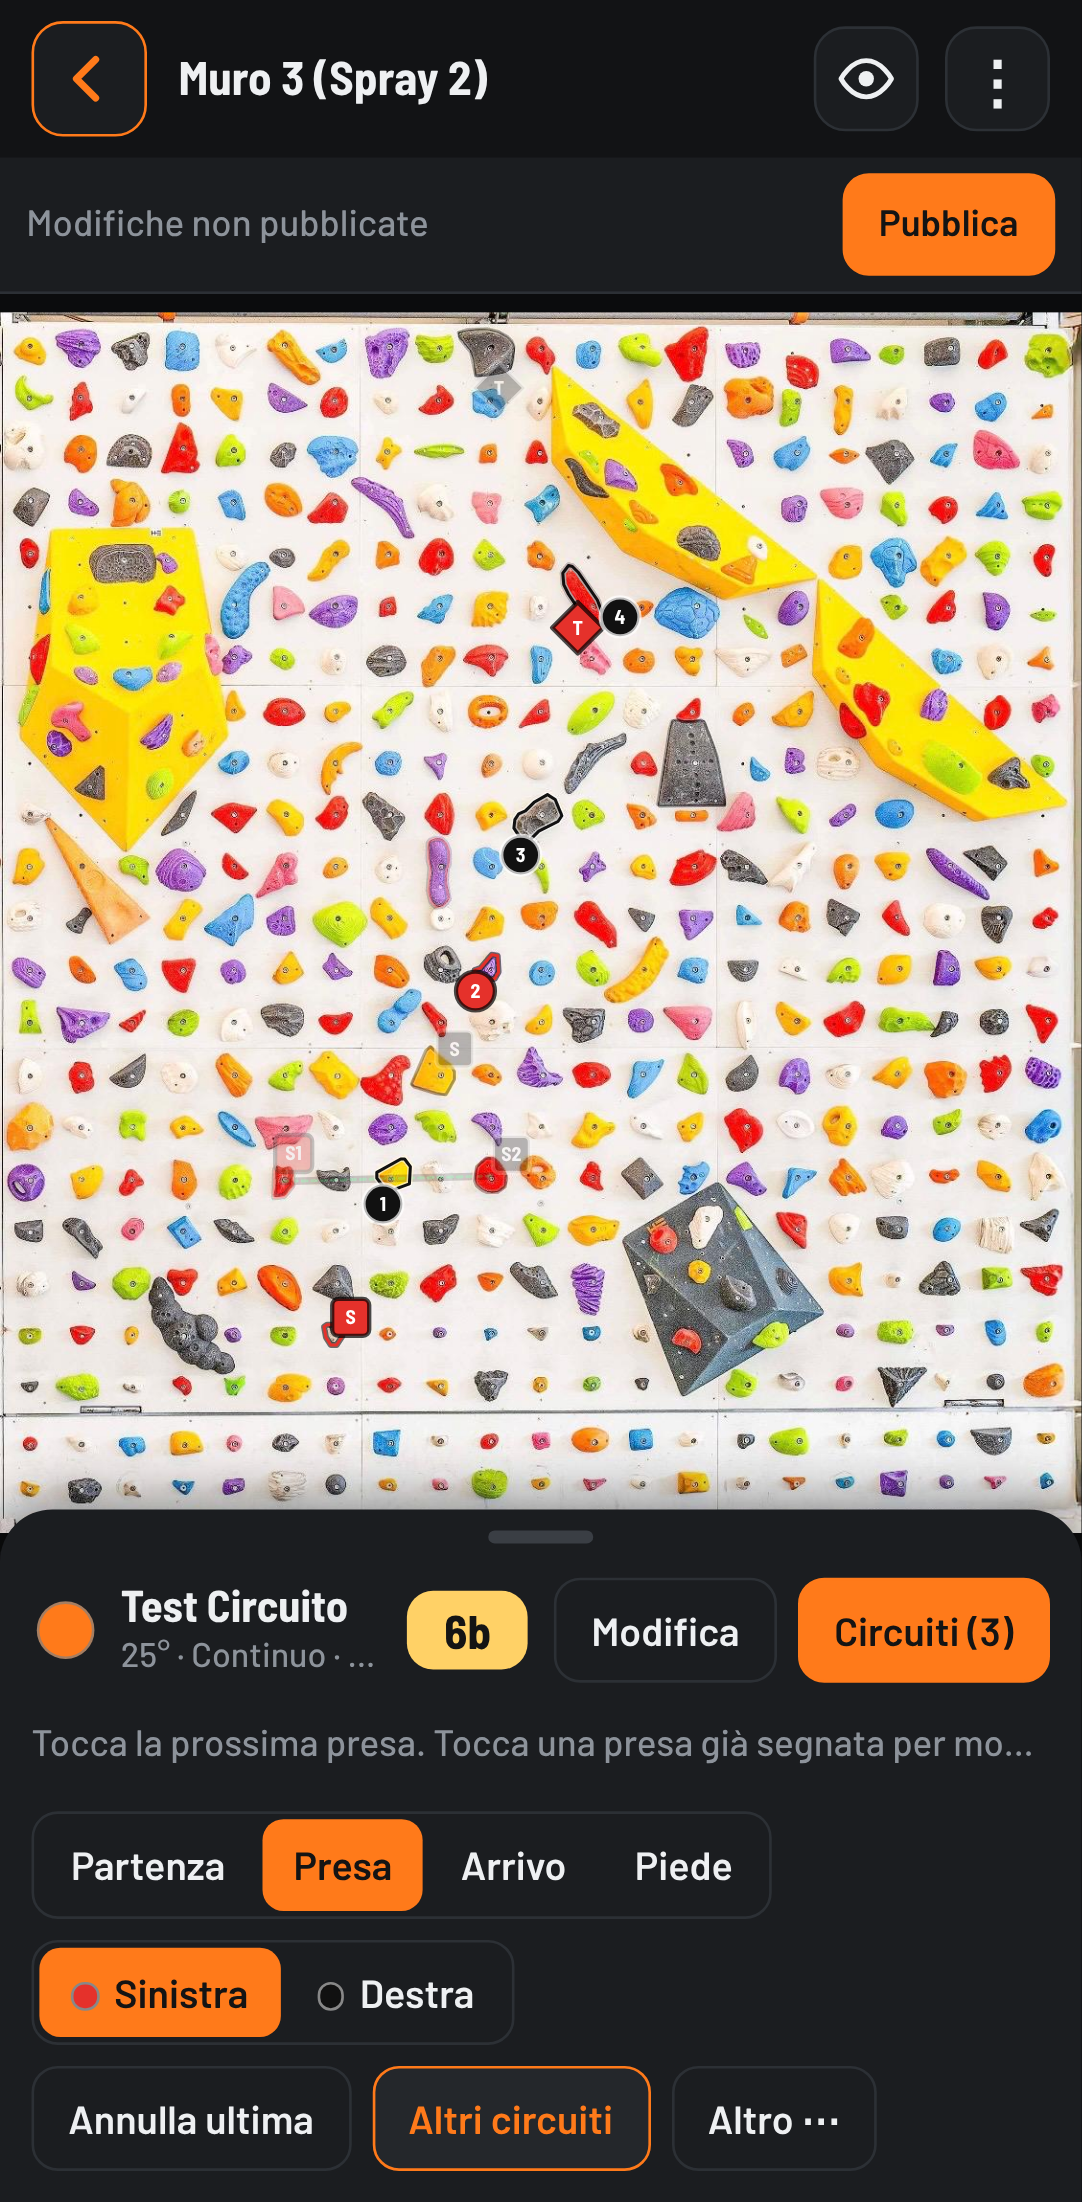 Muro 3 (Spray 2)
Modifiche non pubblicate
Pubblica
T
4
T
3
2
S
S1
S2
1
S
Test Circuito
25° · Continuo · ...
6b
Modifica
Circuiti (3)
Tocca la prossima presa. Tocca una presa già segnata per mo...
Partenza
Presa
Arrivo
Piede
Sinistra
Destra
Annulla ultima
Altri circuiti
Altro ···